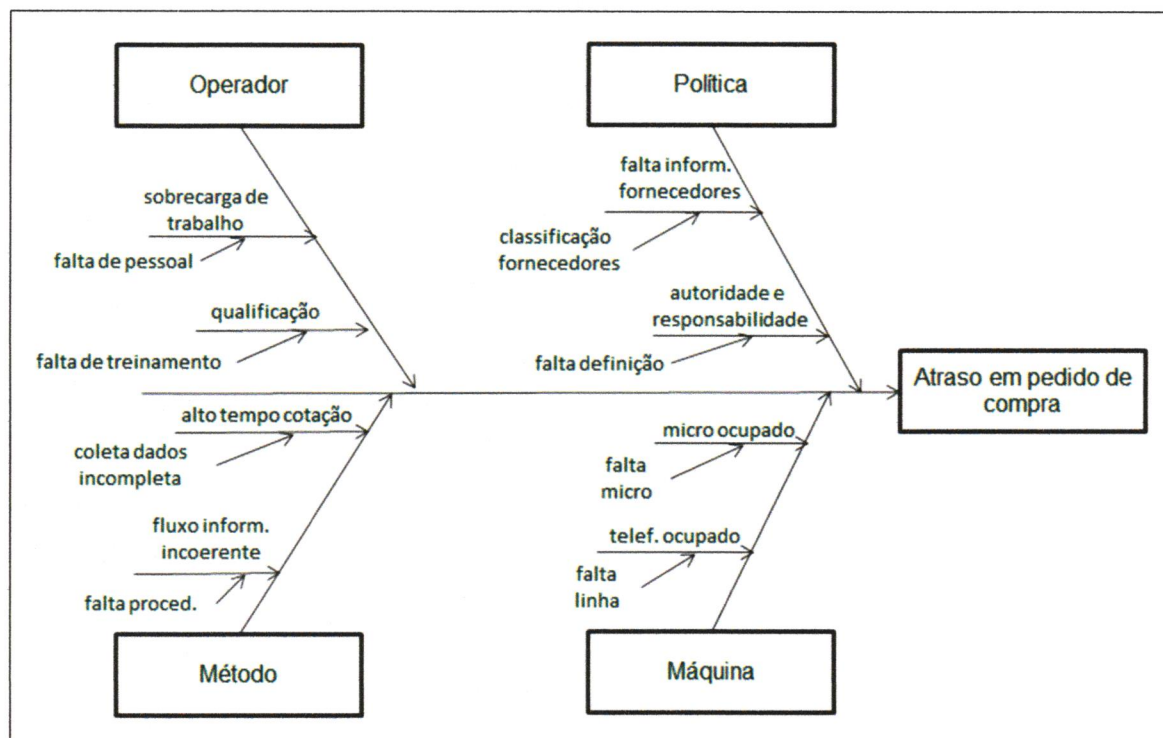 Operador
Política
sobrecarga de
trabalho
falta de pessoal
qualificação
falta de treinamento
falta inform.
fornecedores
classificação
fornecedores
autoridade e
responsabilidade
falta definição
Atraso em pedido de
compra
alto tempo cotação
coleta dados
incompleta
fluxo inform.
incoerente
falta proced.
micro ocupado
falta
micro
telef. ocupado
falta
linha
Método
Máquina